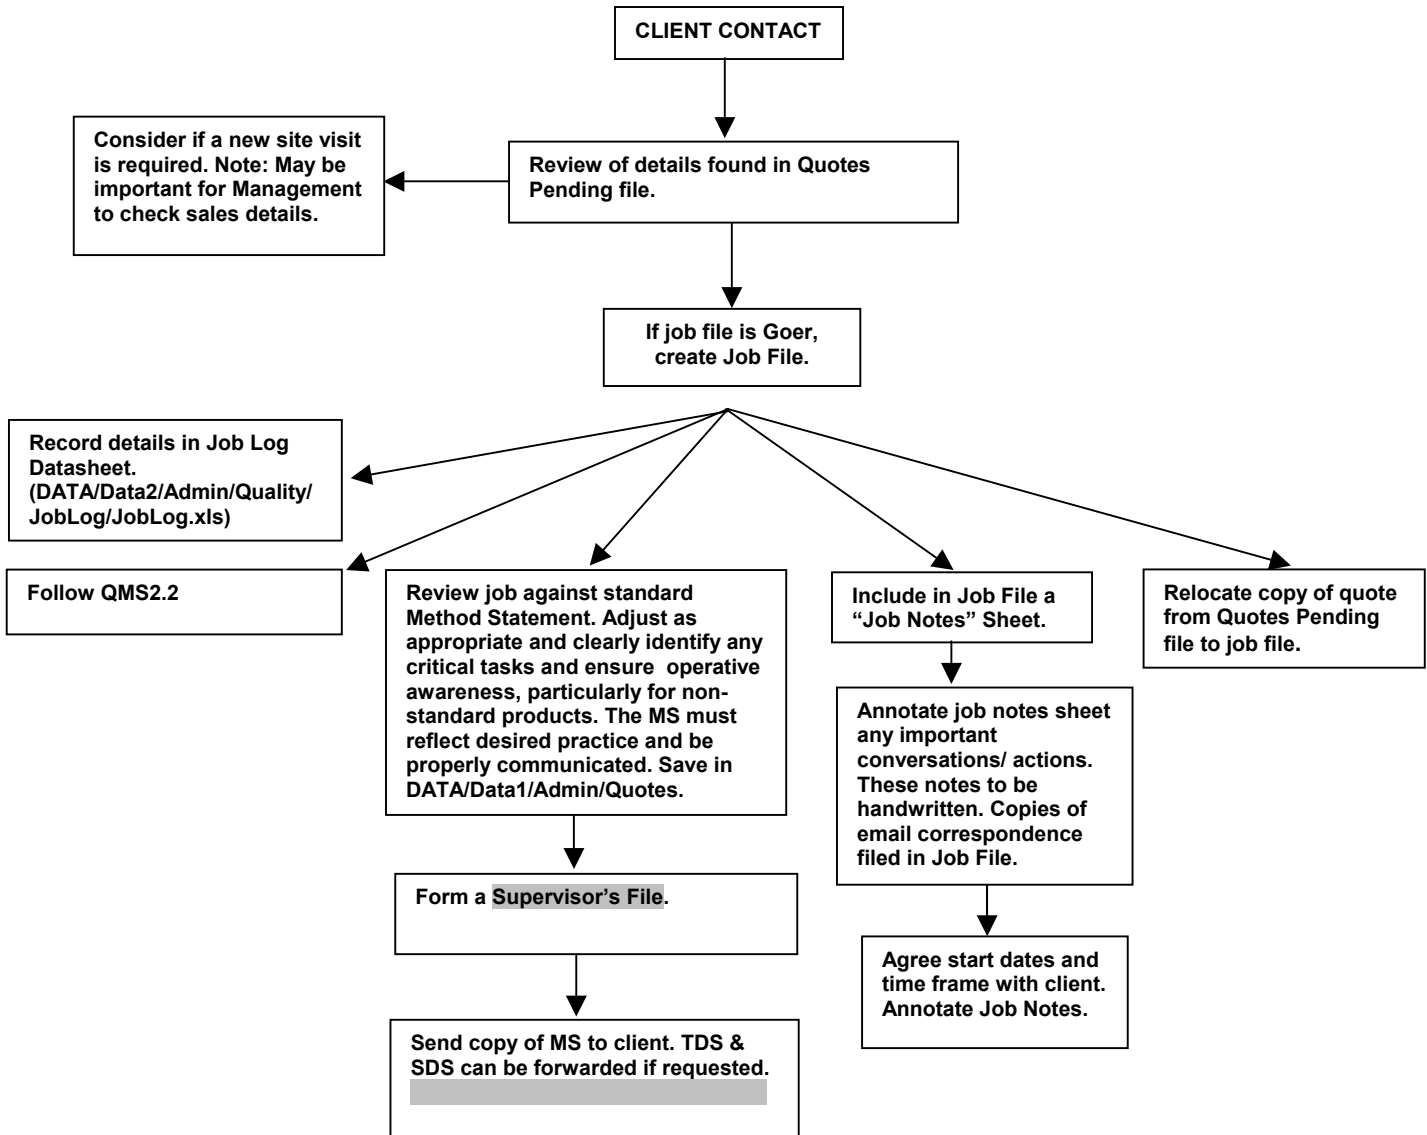 CLIENT CONTACT
Consider if a new site visit
is required. Note: May be
important for Management
to check sales details.
Review of details found in Quotes
Pending file.
If job file is Goer,
create Job File.
Record details in Job Log
Datasheet.
(DATA/Data2/Admin/Quality/
JobLog/JobLog.xls)
Follow QMS2.2
Review job against standard
Method Statement. Adjust as
appropriate and clearly identify any
critical tasks and ensure operative
awareness, particularly for non-
standard products. The MS must
reflect desired practice and be
properly communicated. Save in
DATA/Data1/Admin/Quotes.
Form a Supervisor’s File.
Send copy of MS to client. TDS &
SDS can be forwarded if requested.
Include in Job File a
“Job Notes” Sheet.
Annotate job notes sheet
any important
conversations/ actions.
These notes to be
handwritten. Copies of
email correspondence
filed in Job File.
Agree start dates and
time frame with client.
Annotate Job Notes.
Relocate copy of quote
from Quotes Pending
file to job file.